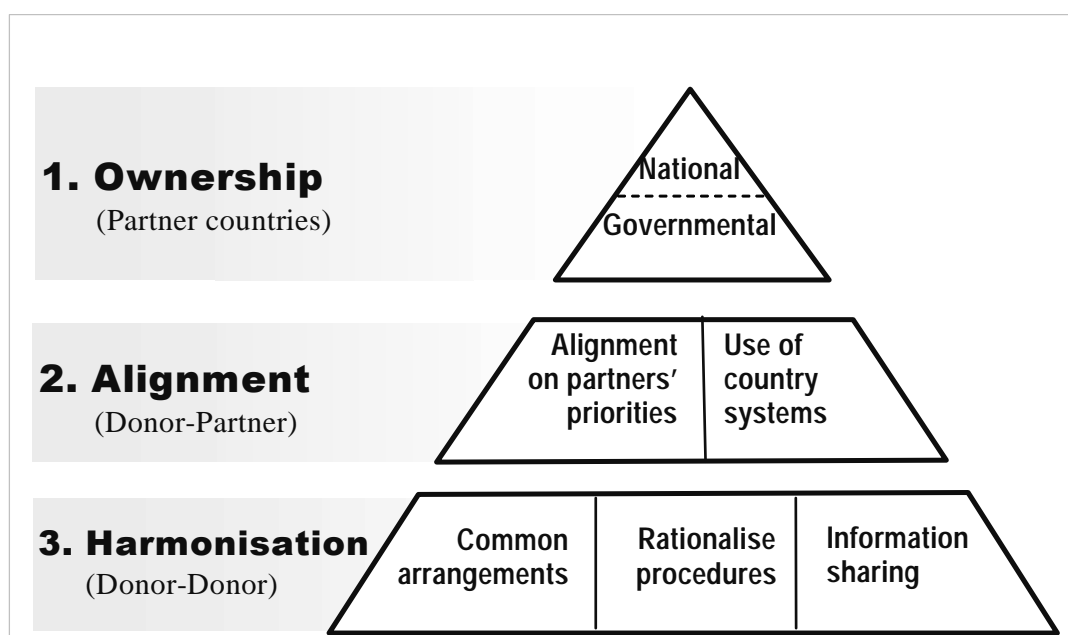 1. Ownership
(Partner countries)
National
Governmental
2. Alignment
(Donor-Partner)
Alignment
on partners’
priorities
Use of
country
systems
3. Harmonisation
(Donor-Donor)
Common
arrangements
Rationalise
procedures
Information
sharing